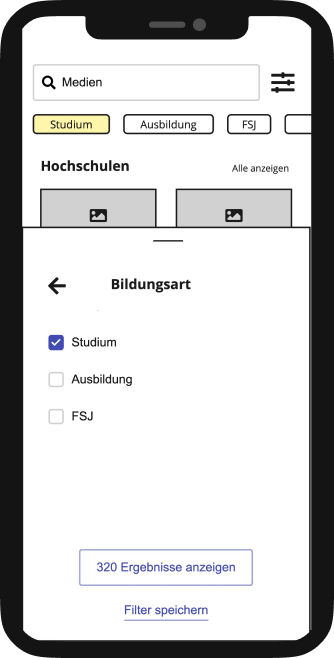 Medien
Studium Ausbildung FSJ
Hochschulen Alle anzeigen
Bildungsart
Studium
Ausbildung
FSJ
320 Ergebnisse anzeigen
Filter speichern